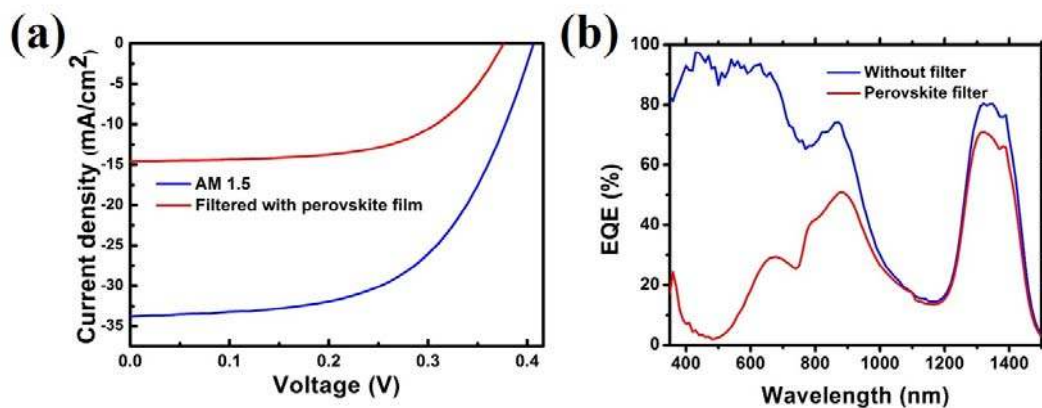 (a)
0
-5
-10
-15
-20
-25
-30
-35
Current density (mA/cm²)
AM 1.5
Filtered with perovskite film
0.0 0.1 0.2 0.3 0.4
Voltage (V)
(b)
100
80
60
40
20
0
EQE (%)
Without filter
Perovskite filter
400 600 800 1000 1200 1400
Wavelength (nm)